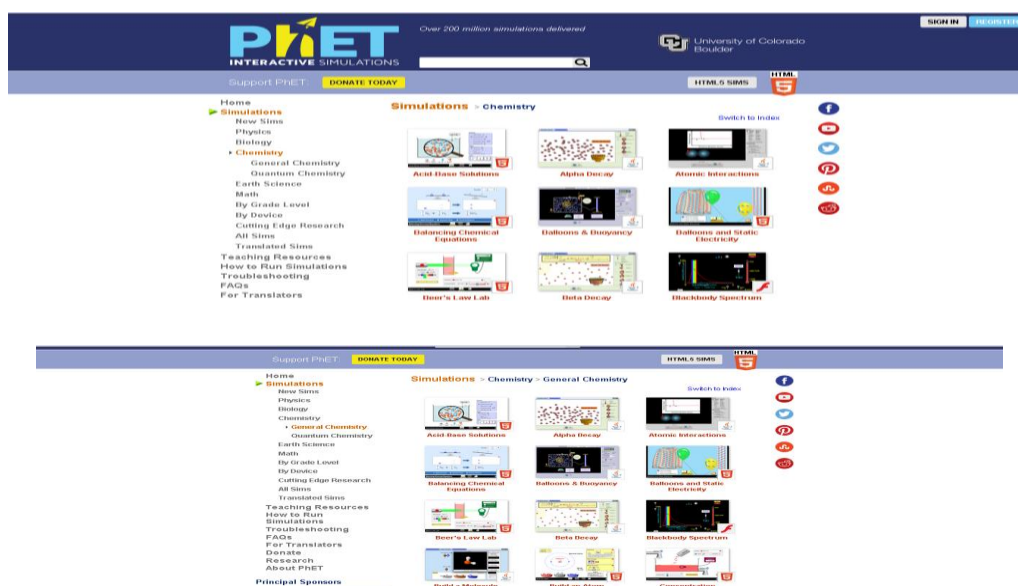 SIGN IN REGISTER
Over 200 million simulations delivered
PhET
INTERACTIVE SIMULATIONS
University of Colorado
Boulder
Support PhET: DONATE TODAY
HTML5 SIMS
HTML
5
Home
Simulations
New Sims
Physics
Biology
Chemistry
General Chemistry
Quantum Chemistry
Earth Science
Math
By Grade Level
By Device
Cutting Edge Research
All Sims
Translated Sims
Teaching Resources
How to Run Simulations
Troubleshooting
FAQs
For Translators
Simulations > Chemistry
Switch to Index
Acid-Base Solutions
Alpha Decay
Atomic Interactions
Balancing Chemical
Equations
Balloons & Buoyancy
Balloons and Static
Electricity
Beer's Law Lab
Beta Decay
Blackbody Spectrum
Support PhET: DONATE TODAY
HTML5 SIMS
HTML
5
Home
Simulations
New Sims
Physics
Biology
Chemistry
General Chemistry
Quantum Chemistry
Earth Science
Math
By Grade Level
By Device
Cutting Edge Research
All Sims
Translated Sims
Teaching Resources
How to Run
Simulations
Troubleshooting
FAQs
For Translators
Donate
Research
About PhET
Principal Sponsors
Simulations > Chemistry > General Chemistry
Switch to Index
Acid-Base Solutions
Alpha Decay
Atomic Interactions
Balancing Chemical
Equations
Balloons & Buoyancy
Balloons and Static
Electricity
Beer's Law Lab
Beta Decay
Blackbody Spectrum
Build a Molecule
Build an Atom
Concentration